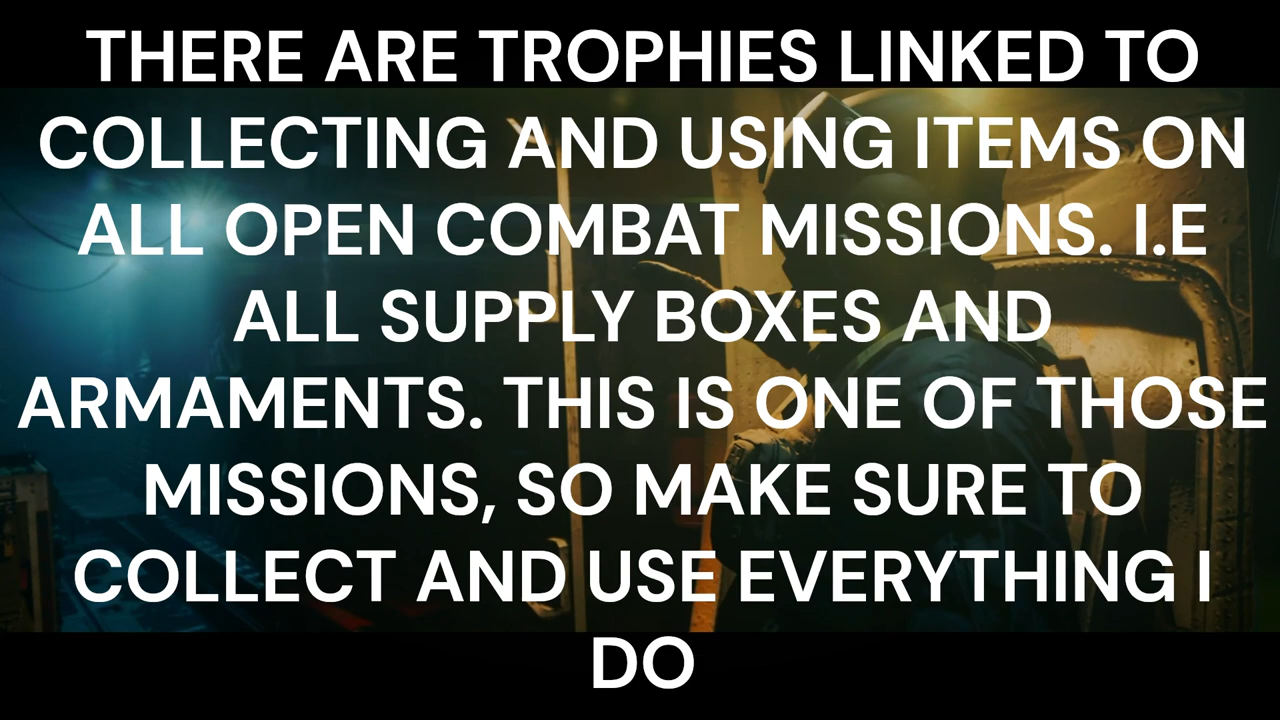 THERE ARE TROPHIES LINKED TO
COLLECTING AND USING ITEMS ON
ALL OPEN COMBAT MISSIONS. I.E
ALL SUPPLY BOXES AND
ARMAMENTS. THIS IS ONE OF THOSE
MISSIONS, SO MAKE SURE TO
COLLECT AND USE EVERYTHING I
DO